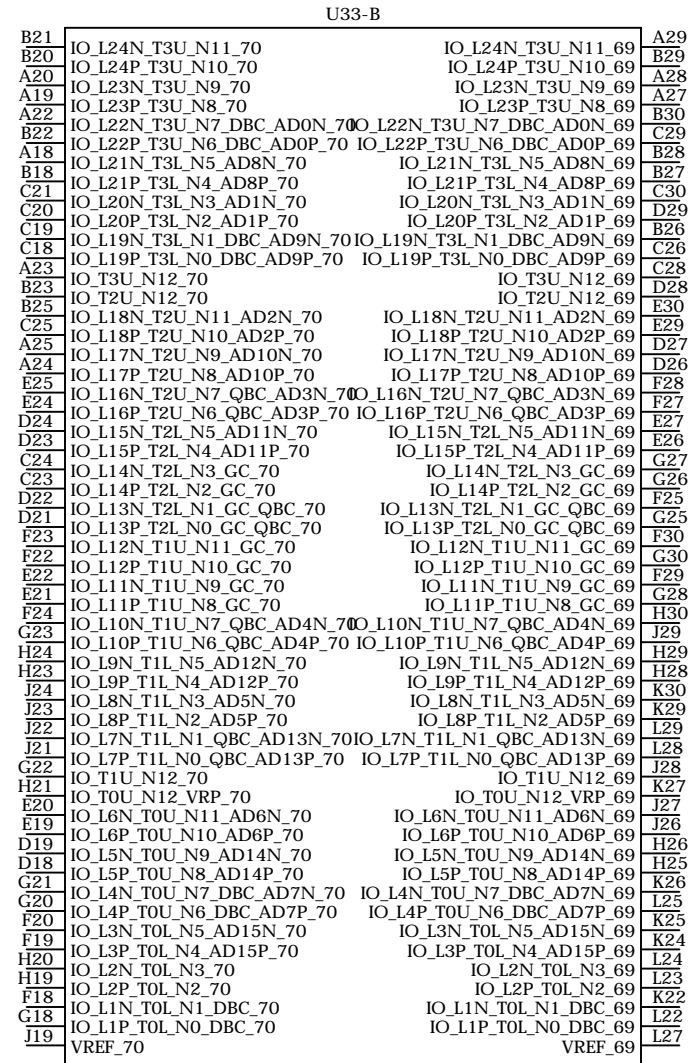 U33-B
B21 IO_L24N_T3U_N11_70 IO_L24N_T3U_N11_69 A29
B20 IO_L24P_T3U_N10_70 IO_L24P_T3U_N10_69 B29
A20 IO_L23N_T3U_N9_70 IO_L23N_T3U_N9_69 A28
A19 IO_L23P_T3U_N8_70 IO_L23P_T3U_N8_69 A27
A22 IO_L22N_T3U_N7_DBC_AD0N_70 IO_L22N_T3U_N7_DBC_AD0N_69 B30
B22 IO_L22P_T3U_N6_DBC_AD0P_70 IO_L22P_T3U_N6_DBC_AD0P_69 C29
A18 IO_L21N_T3L_N5_AD8N_70 IO_L21N_T3L_N5_AD8N_69 B28
B18 IO_L21P_T3L_N4_AD8P_70 IO_L21P_T3L_N4_AD8P_69 B27
C21 IO_L20N_T3L_N3_AD1N_70 IO_L20N_T3L_N3_AD1N_69 C30
C20 IO_L20P_T3L_N2_AD1P_70 IO_L20P_T3L_N2_AD1P_69 D29
C19 IO_L19N_T3L_N1_DBC_AD9N_70 IO_L19N_T3L_N1_DBC_AD9N_69 B26
C18 IO_L19P_T3L_N0_DBC_AD9P_70 IO_L19P_T3L_N0_DBC_AD9P_69 C26
A23 IO_T3U_N12_70 IO_T3U_N12_69 C28
B23 IO_T2U_N12_70 IO_T2U_N12_69 D28
B25 IO_L18N_T2U_N11_AD2N_70 IO_L18N_T2U_N11_AD2N_69 E30
C25 IO_L18P_T2U_N10_AD2P_70 IO_L18P_T2U_N10_AD2P_69 E29
A25 IO_L17N_T2U_N9_AD10N_70 IO_L17N_T2U_N9_AD10N_69 D27
A24 IO_L17P_T2U_N8_AD10P_70 IO_L17P_T2U_N8_AD10P_69 D26
E25 IO_L16N_T2U_N7_QBC_AD3N_70 IO_L16N_T2U_N7_QBC_AD3N_69 F28
E24 IO_L16P_T2U_N6_QBC_AD3P_70 IO_L16P_T2U_N6_QBC_AD3P_69 F27
D24 IO_L15N_T2L_N5_AD11N_70 IO_L15N_T2L_N5_AD11N_69 E27
D23 IO_L15P_T2L_N4_AD11P_70 IO_L15P_T2L_N4_AD11P_69 E26
C24 IO_L14N_T2L_N3_GC_70 IO_L14N_T2L_N3_GC_69 G27
C23 IO_L14P_T2L_N2_GC_70 IO_L14P_T2L_N2_GC_69 G26
D22 IO_L13N_T2L_N1_GC_QBC_70 IO_L13N_T2L_N1_GC_QBC_69 F25
D21 IO_L13P_T2L_N0_GC_QBC_70 IO_L13P_T2L_N0_GC_QBC_69 G25
F23 IO_L12N_T1U_N11_GC_70 IO_L12N_T1U_N11_GC_69 F30
F22 IO_L12P_T1U_N10_GC_70 IO_L12P_T1U_N10_GC_69 G30
E22 IO_L11N_T1U_N9_GC_70 IO_L11N_T1U_N9_GC_69 F29
E21 IO_L11P_T1U_N8_GC_70 IO_L11P_T1U_N8_GC_69 G28
F24 IO_L10N_T1U_N7_QBC_AD4N_70 IO_L10N_T1U_N7_QBC_AD4N_69 H30
G23 IO_L10P_T1U_N6_QBC_AD4P_70 IO_L10P_T1U_N6_QBC_AD4P_69 J29
H24 IO_L9N_T1L_N5_AD12N_70 IO_L9N_T1L_N5_AD12N_69 H29
H23 IO_L9P_T1L_N4_AD12P_70 IO_L9P_T1L_N4_AD12P_69 H28
J24 IO_L8N_T1L_N3_AD5N_70 IO_L8N_T1L_N3_AD5N_69 K30
J23 IO_L8P_T1L_N2_AD5P_70 IO_L8P_T1L_N2_AD5P_69 K29
J22 IO_L7N_T1L_N1_QBC_AD13N_70 IO_L7N_T1L_N1_QBC_AD13N_69 L29
J21 IO_L7P_T1L_N0_QBC_AD13P_70 IO_L7P_T1L_N0_QBC_AD13P_69 L28
G22 IO_T1U_N12_70 IO_T1U_N12_69 J28
H21 IO_T0U_N12_VRP_70 IO_T0U_N12_VRP_69 K27
E20 IO_L6N_T0U_N11_AD6N_70 IO_L6N_T0U_N11_AD6N_69 J27
E19 IO_L6P_T0U_N10_AD6P_70 IO_L6P_T0U_N10_AD6P_69 J26
D19 IO_L5N_T0U_N9_AD14N_70 IO_L5N_T0U_N9_AD14N_69 H26
D18 IO_L5P_T0U_N8_AD14P_70 IO_L5P_T0U_N8_AD14P_69 H25
G21 IO_L4N_T0U_N7_DBC_AD7N_70 IO_L4N_T0U_N7_DBC_AD7N_69 K26
G20 IO_L4P_T0U_N6_DBC_AD7P_70 IO_L4P_T0U_N6_DBC_AD7P_69 L25
F20 IO_L3N_T0L_N5_AD15N_70 IO_L3N_T0L_N5_AD15N_69 K25
F19 IO_L3P_T0L_N4_AD15P_70 IO_L3P_T0L_N4_AD15P_69 K24
H20 IO_L2N_T0L_N3_70 IO_L2N_T0L_N3_69 L24
H19 IO_L2P_T0L_N2_70 IO_L2P_T0L_N2_69 L23
F18 IO_L1N_T0L_N1_DBC_70 IO_L1N_T0L_N1_DBC_69 K22
G18 IO_L1P_T0L_N0_DBC_70 IO_L1P_T0L_N0_DBC_69 L22
J19 VREF_70 VREF_69 L27